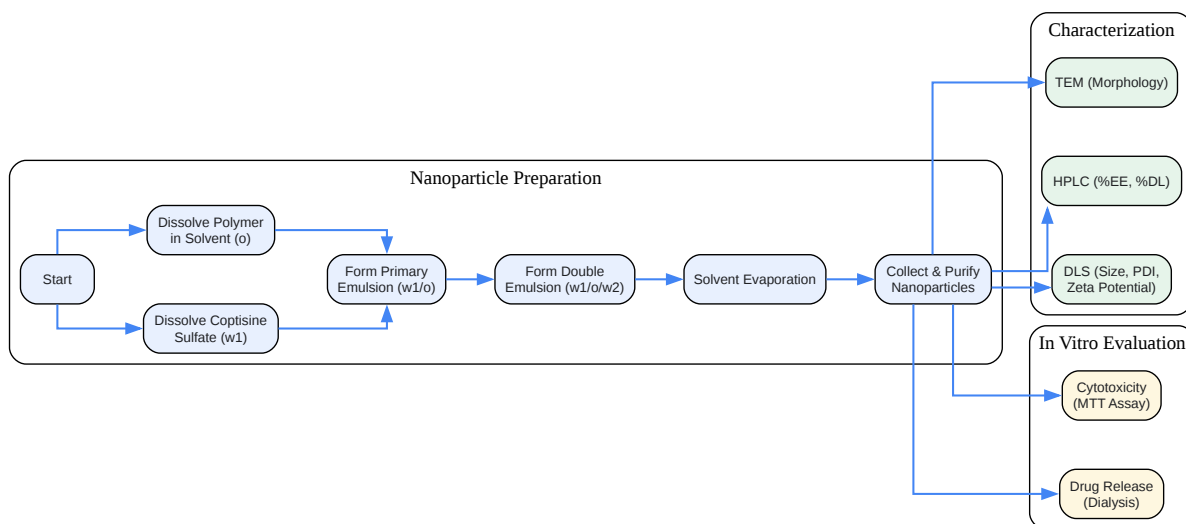 Characterization
TEM (Morphology)
HPLC (%EE, %DL)
DLS (Size, PDI,
Zeta Potential)
Nanoparticle Preparation
Start
Dissolve Polymer
in Solvent (o)
Dissolve Coptisine
Sulfate (w1)
Form Primary
Emulsion (w1/o)
Form Double
Emulsion (w1/o/w2)
Solvent Evaporation
Collect & Purify
Nanoparticles
In Vitro Evaluation
Cytotoxicity
(MTT Assay)
Drug Release
(Dialysis)